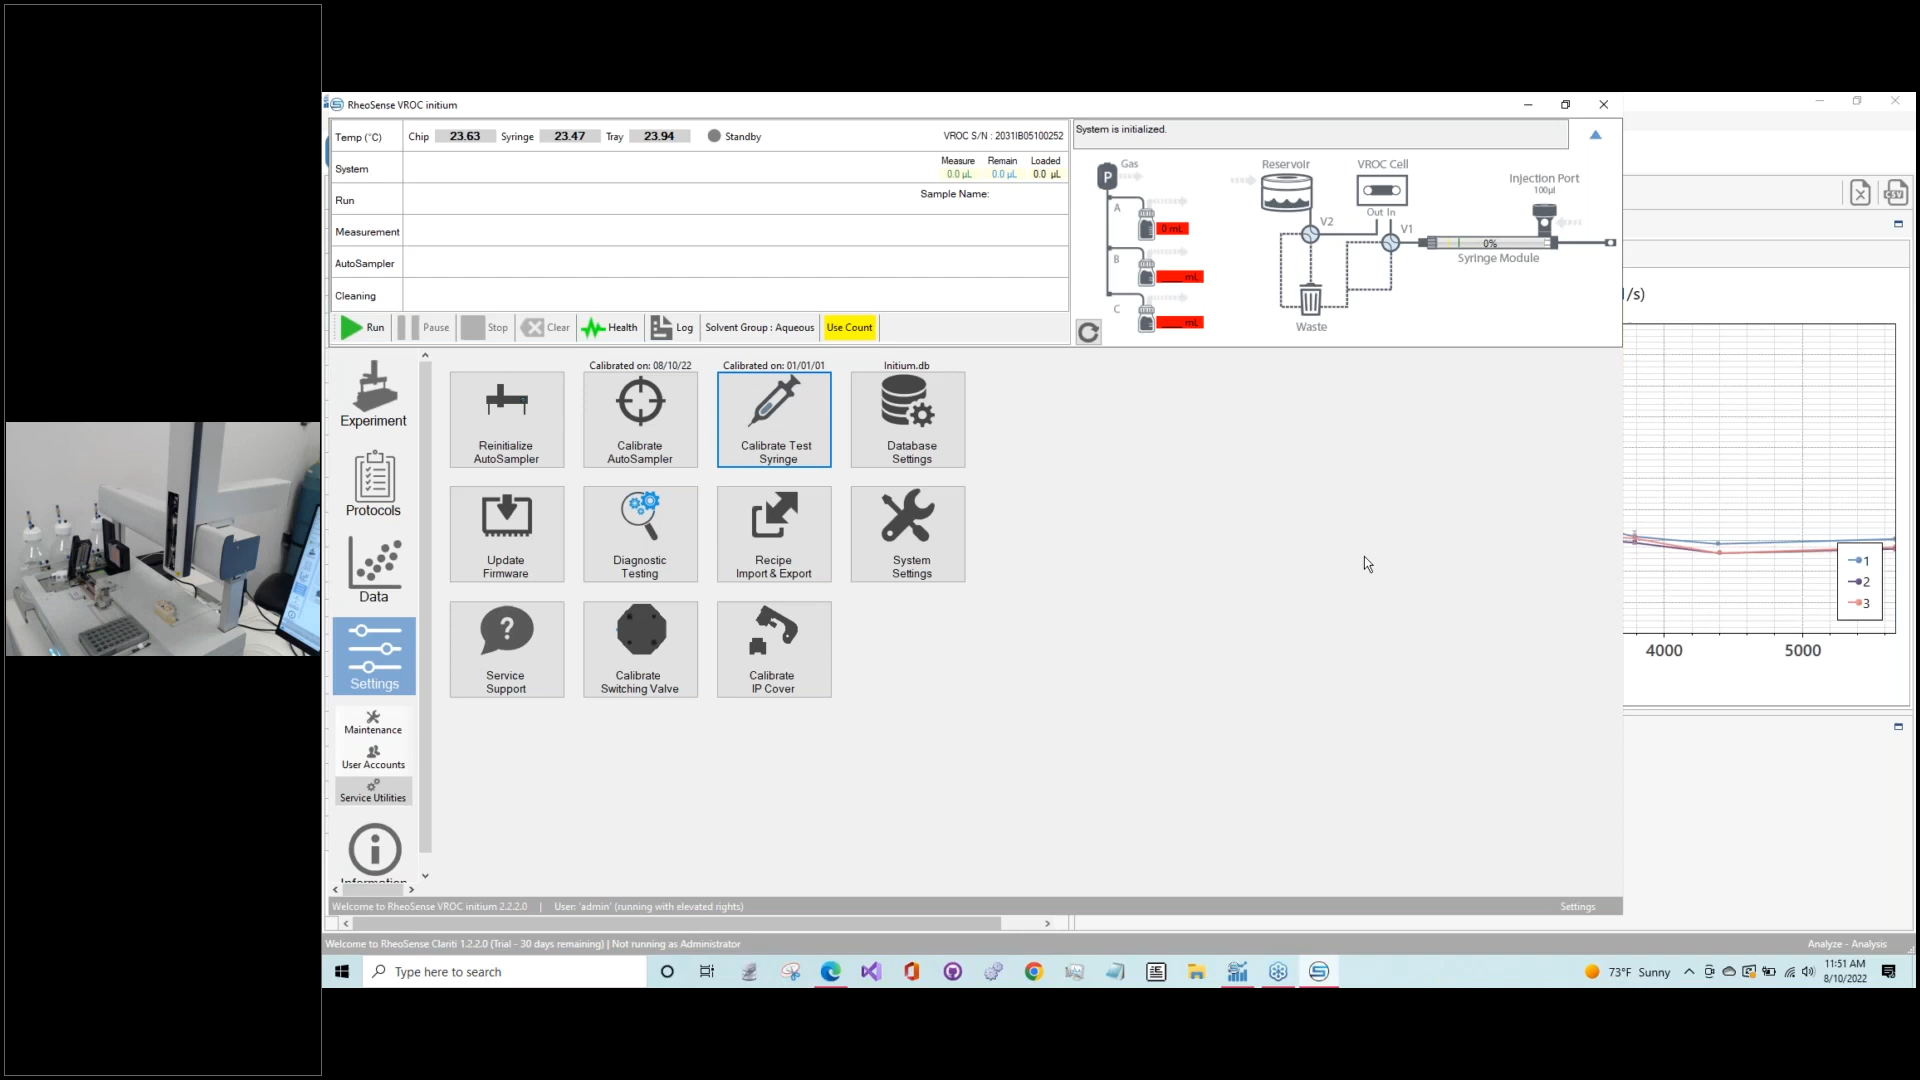 RheoSense VROC initium
Temp (°C)
Chip 23.63 Syringe 23.47 Tray 23.94 Standby
VROC S/N : 2031IB05100252
System
Measure Remain Loaded
0.0 µL 0.0 µL 0.0 µL
Run
Sample Name:
Measurement
AutoSampler
Cleaning
Run Pause Stop Clear Health Log Solvent Group : Aqueous Use Count
System is initialized.
Gas
P
A
0 mL
B
___ mL
C
___ mL
Reservoir
VROC Cell
Out In
V2
V1
Injection Port
100µl
0%
Syringe Module
Waste
Experiment
Protocols
Data
Settings
Maintenance
User Accounts
Service Utilities
Information
Calibrated on: 08/10/22
Calibrated on: 01/01/01
Initium.db
Reinitialize
AutoSampler
Calibrate
AutoSampler
Calibrate Test
Syringe
Database
Settings
Update
Firmware
Diagnostic
Testing
Recipe
Import & Export
System
Settings
?
Service
Support
Calibrate
Switching Valve
Calibrate
IP Cover
Welcome to RheoSense VROC initium 2.2.2.0 | User: 'admin' (running with elevated rights)
Settings
CSV
/s)
1
2
3
4000 5000
Welcome to RheoSense Clariti 1.2.2.0 (Trial - 30 days remaining) | Not running as Administrator
Analyze - Analysis
Type here to search
73°F Sunny
11:51 AM
8/10/2022